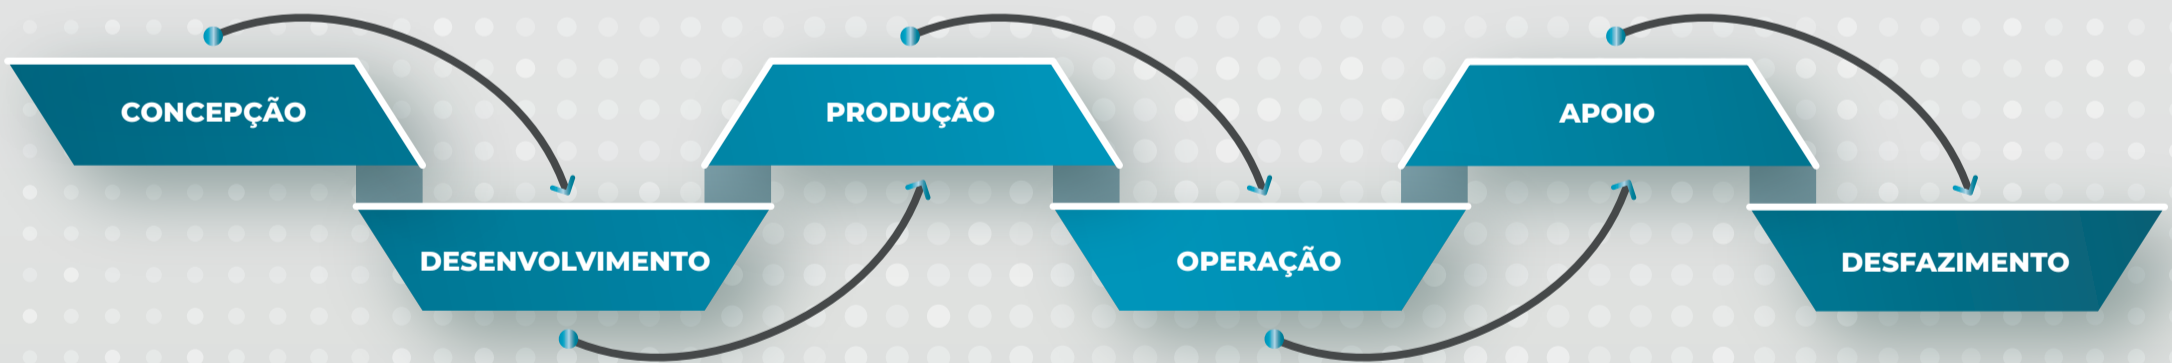 CONCEPÇÃO
DESENVOLVIMENTO
PRODUÇÃO
OPERAÇÃO
APOIO
DESFAZIMENTO